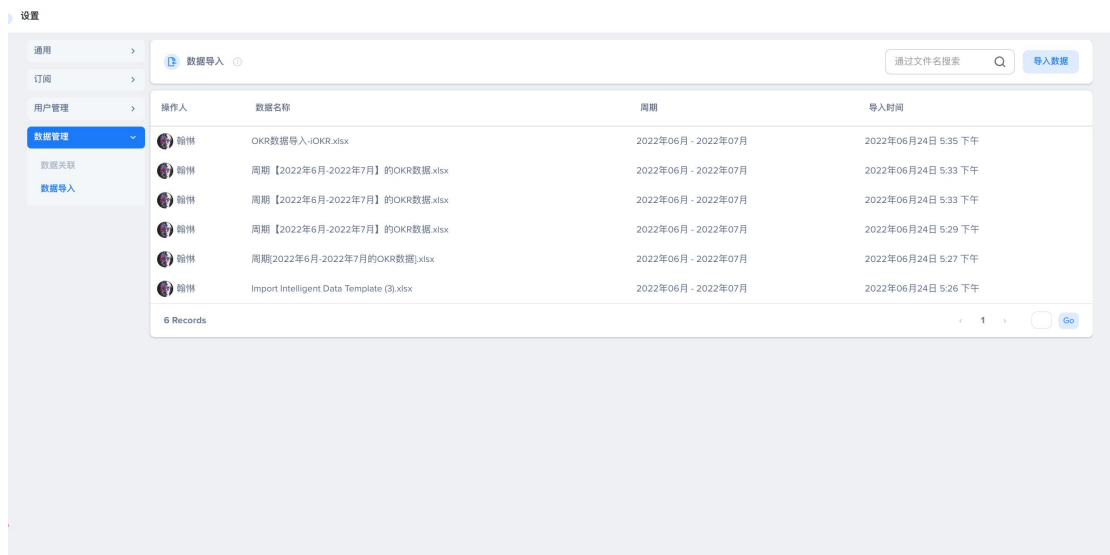 设置
通用
订阅
用户管理
数据管理
数据关联
数据导入
数据导入
通过文件名搜索
导入数据
操作人 数据名称 周期 导入时间
翰惏 OKR数据导入-iOKR.xlsx 2022年06月 - 2022年07月 2022年06月24日 5:35 下午
翰惏 周期【2022年6月-2022年7月】的OKR数据.xlsx 2022年06月 - 2022年07月 2022年06月24日 5:33 下午
翰惏 周期【2022年6月-2022年7月】的OKR数据.xlsx 2022年06月 - 2022年07月 2022年06月24日 5:33 下午
翰惏 周期【2022年6月-2022年7月】的OKR数据.xlsx 2022年06月 - 2022年07月 2022年06月24日 5:29 下午
翰惏 周期[2022年6月-2022年7月的OKR数据].xlsx 2022年06月 - 2022年07月 2022年06月24日 5:27 下午
翰惏 Import Intelligent Data Template (3).xlsx 2022年06月 - 2022年07月 2022年06月24日 5:26 下午
6 Records
1
Go